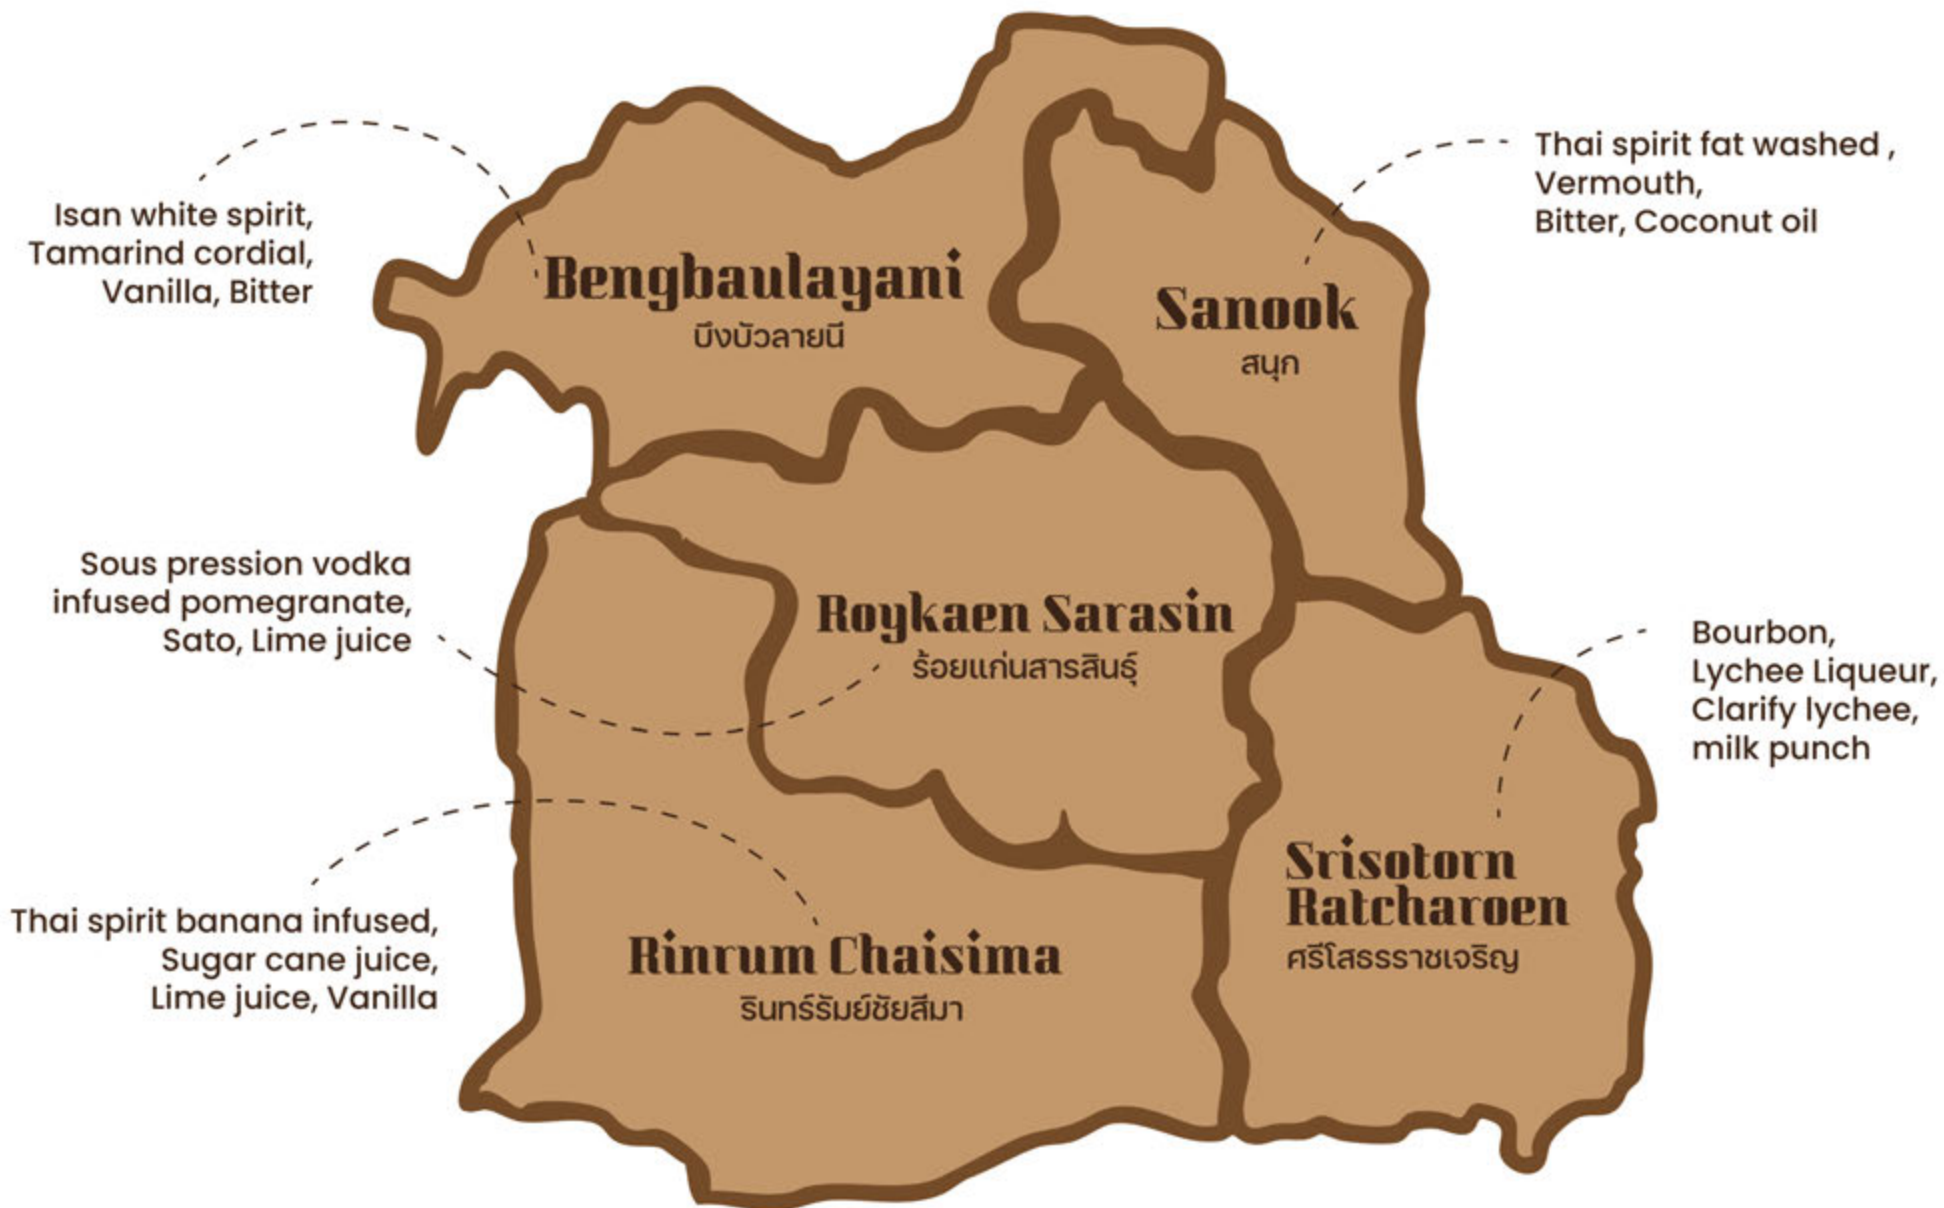 Thai spirit fat washed ,
Vermouth,
Bitter, Coconut oil
Isan white spirit,
Tamarind cordial,
Vanilla, Bitter
Bengbaulayani
บึงบัวลายนี
Sanook
สนุก
Sous pression vodka
infused pomegranate,
Sato, Lime juice
Roykaen Sarasin
ร้อยแก่นสารสินธุ์
Bourbon,
Lychee Liqueur,
Clarify lychee,
milk punch
Srisotorn
Ratcharoen
ศรีโสธรราชเจริญ
Thai spirit banana infused,
Sugar cane juice,
Lime juice, Vanilla
Rinrum Chaisima
รินทร์รัมย์ชัยสีมา